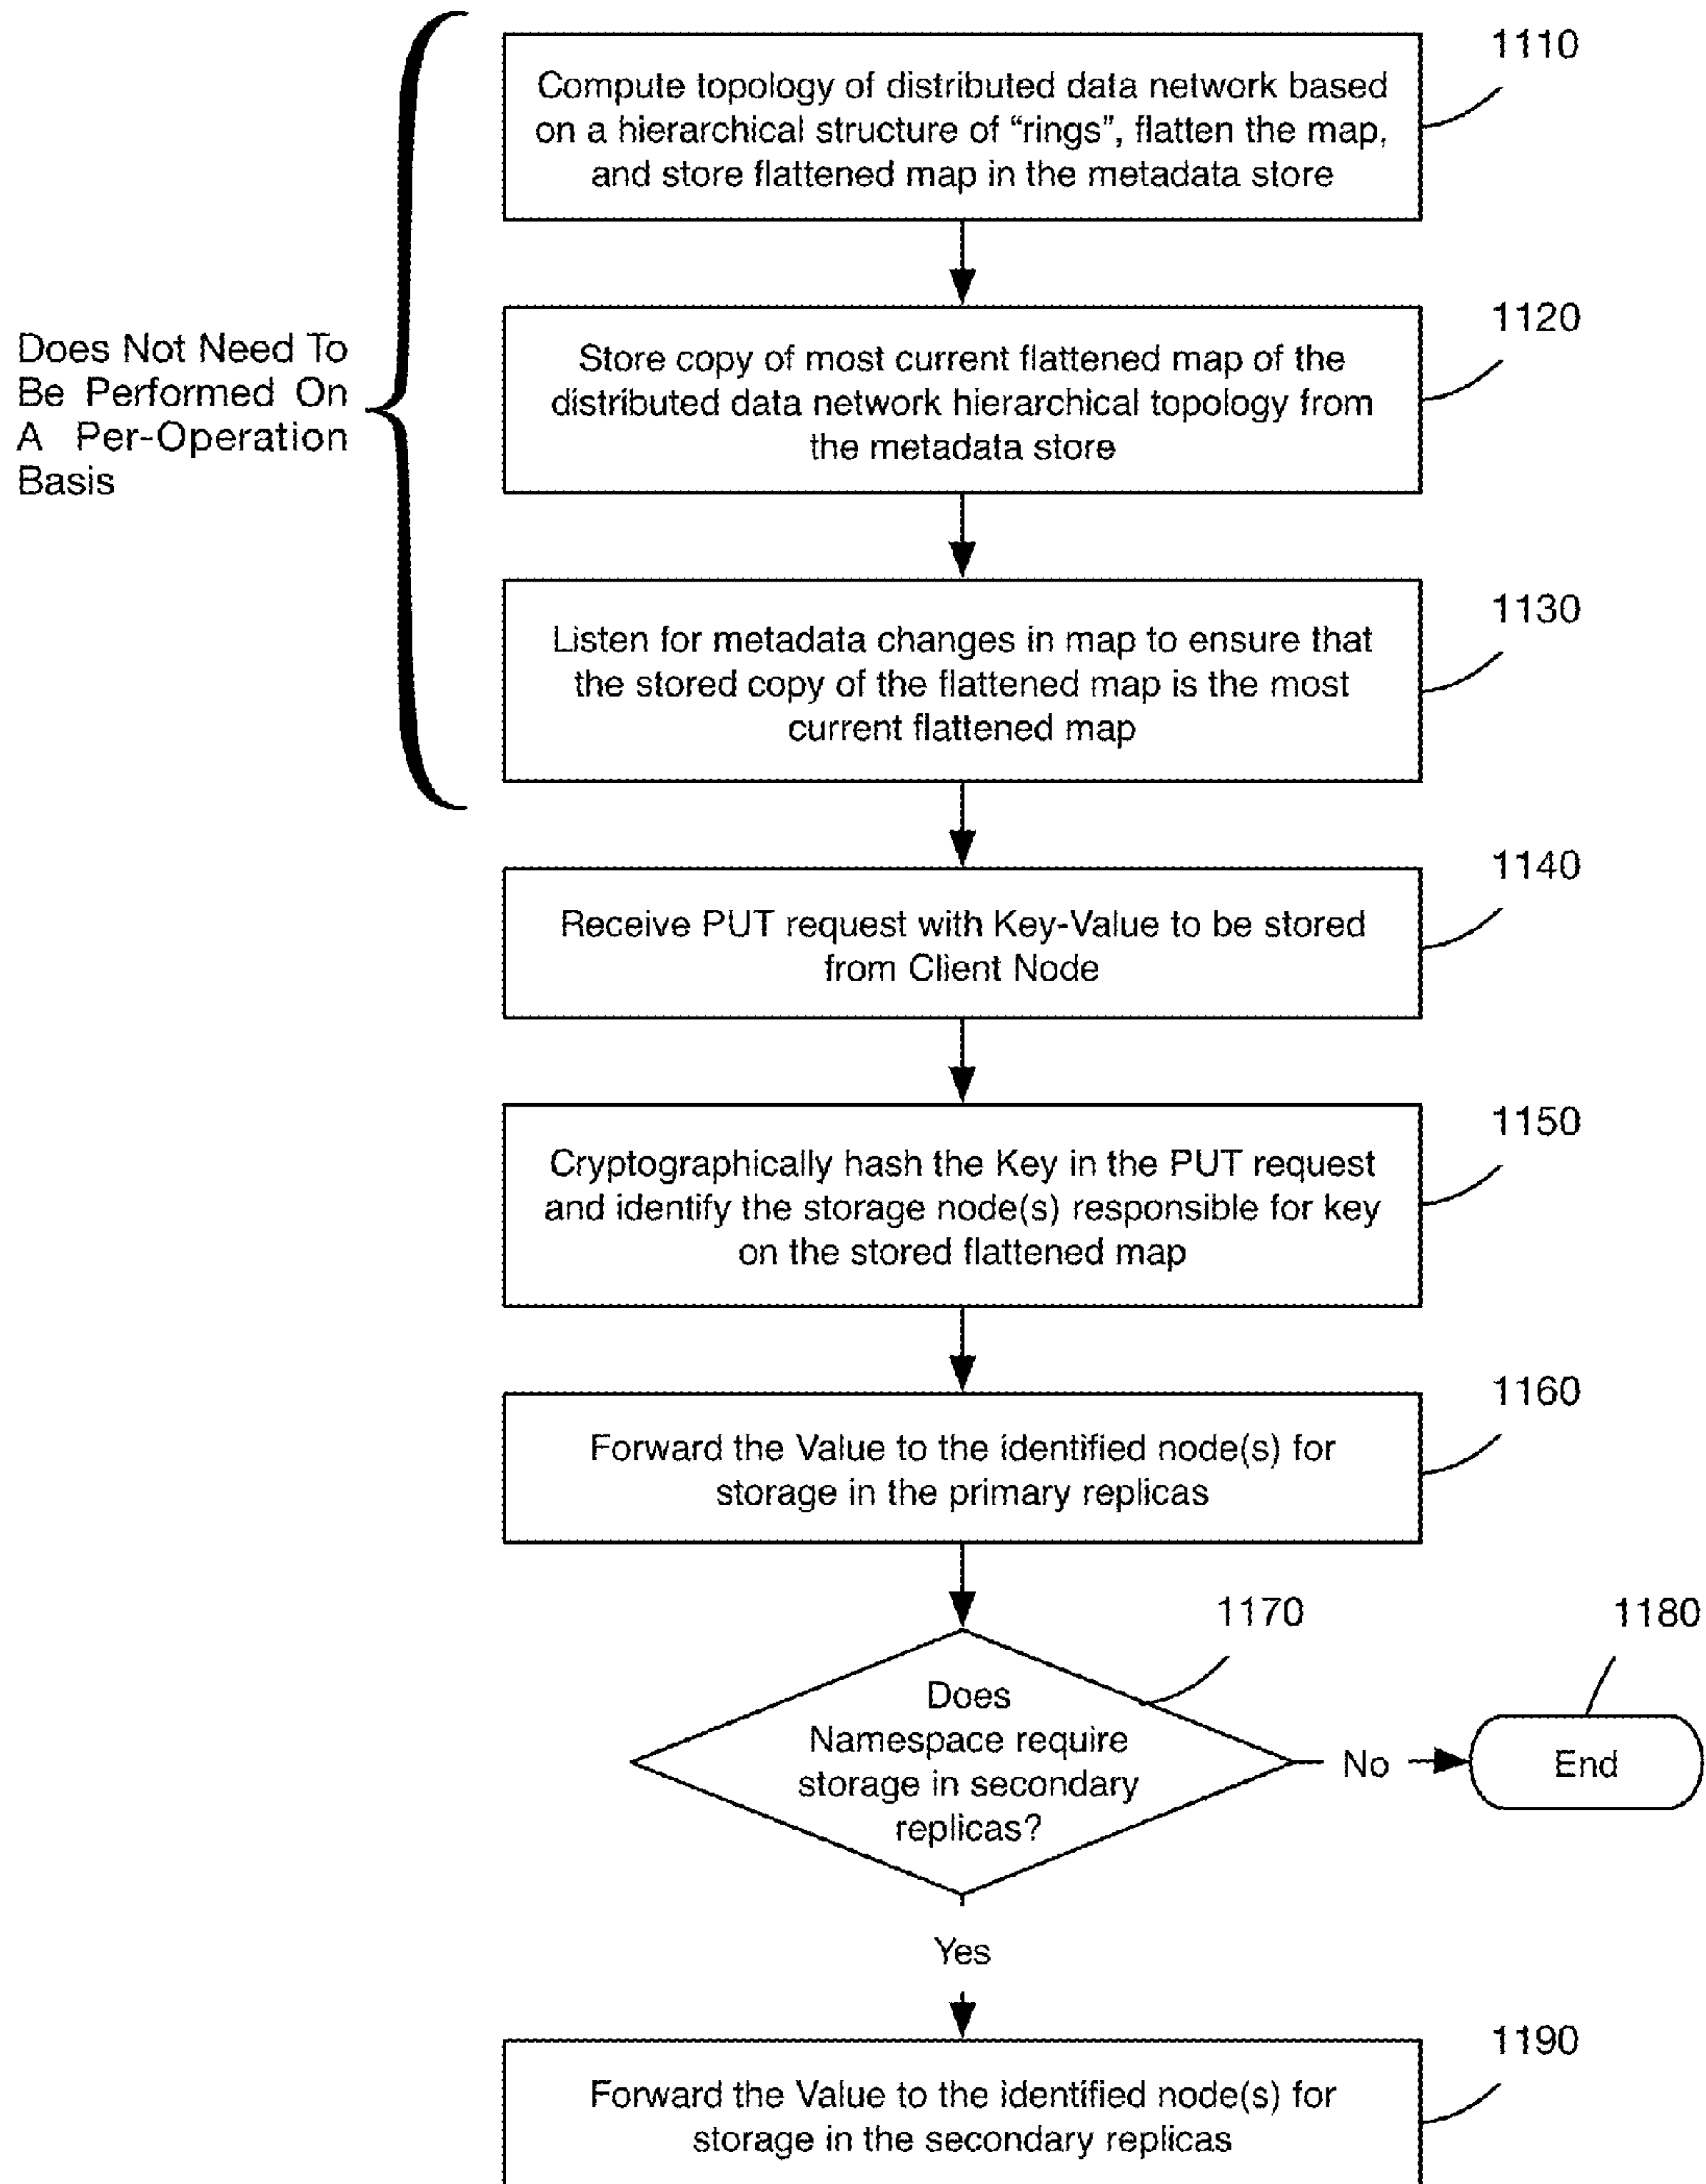 1110
Compute topology of distributed data network based
on a hierarchical structure of “rings”, flatten the map,
and store flattened map in the metadata store
1120
Does Not Need To
Be Performed On
A Per-Operation
Basis
Store copy of most current flattened map of the
distributed data network hierarchical topology from
the metadata store
1130
Listen for metadata changes in map to ensure that
the stored copy of the flattened map is the most
current flattened map
1140
Receive PUT request with Key-Value to be stored
from Client Node
1150
Cryptographically hash the Key in the PUT request
and identify the storage node(s) responsible for key
on the stored flattened map
1160
Forward the Value to the identified node(s) for
storage in the primary replicas
1170
1180
Does
Namespace require
storage in secondary
replicas?
No
End
Yes
1190
Forward the Value to the identified node(s) for
storage in the secondary replicas